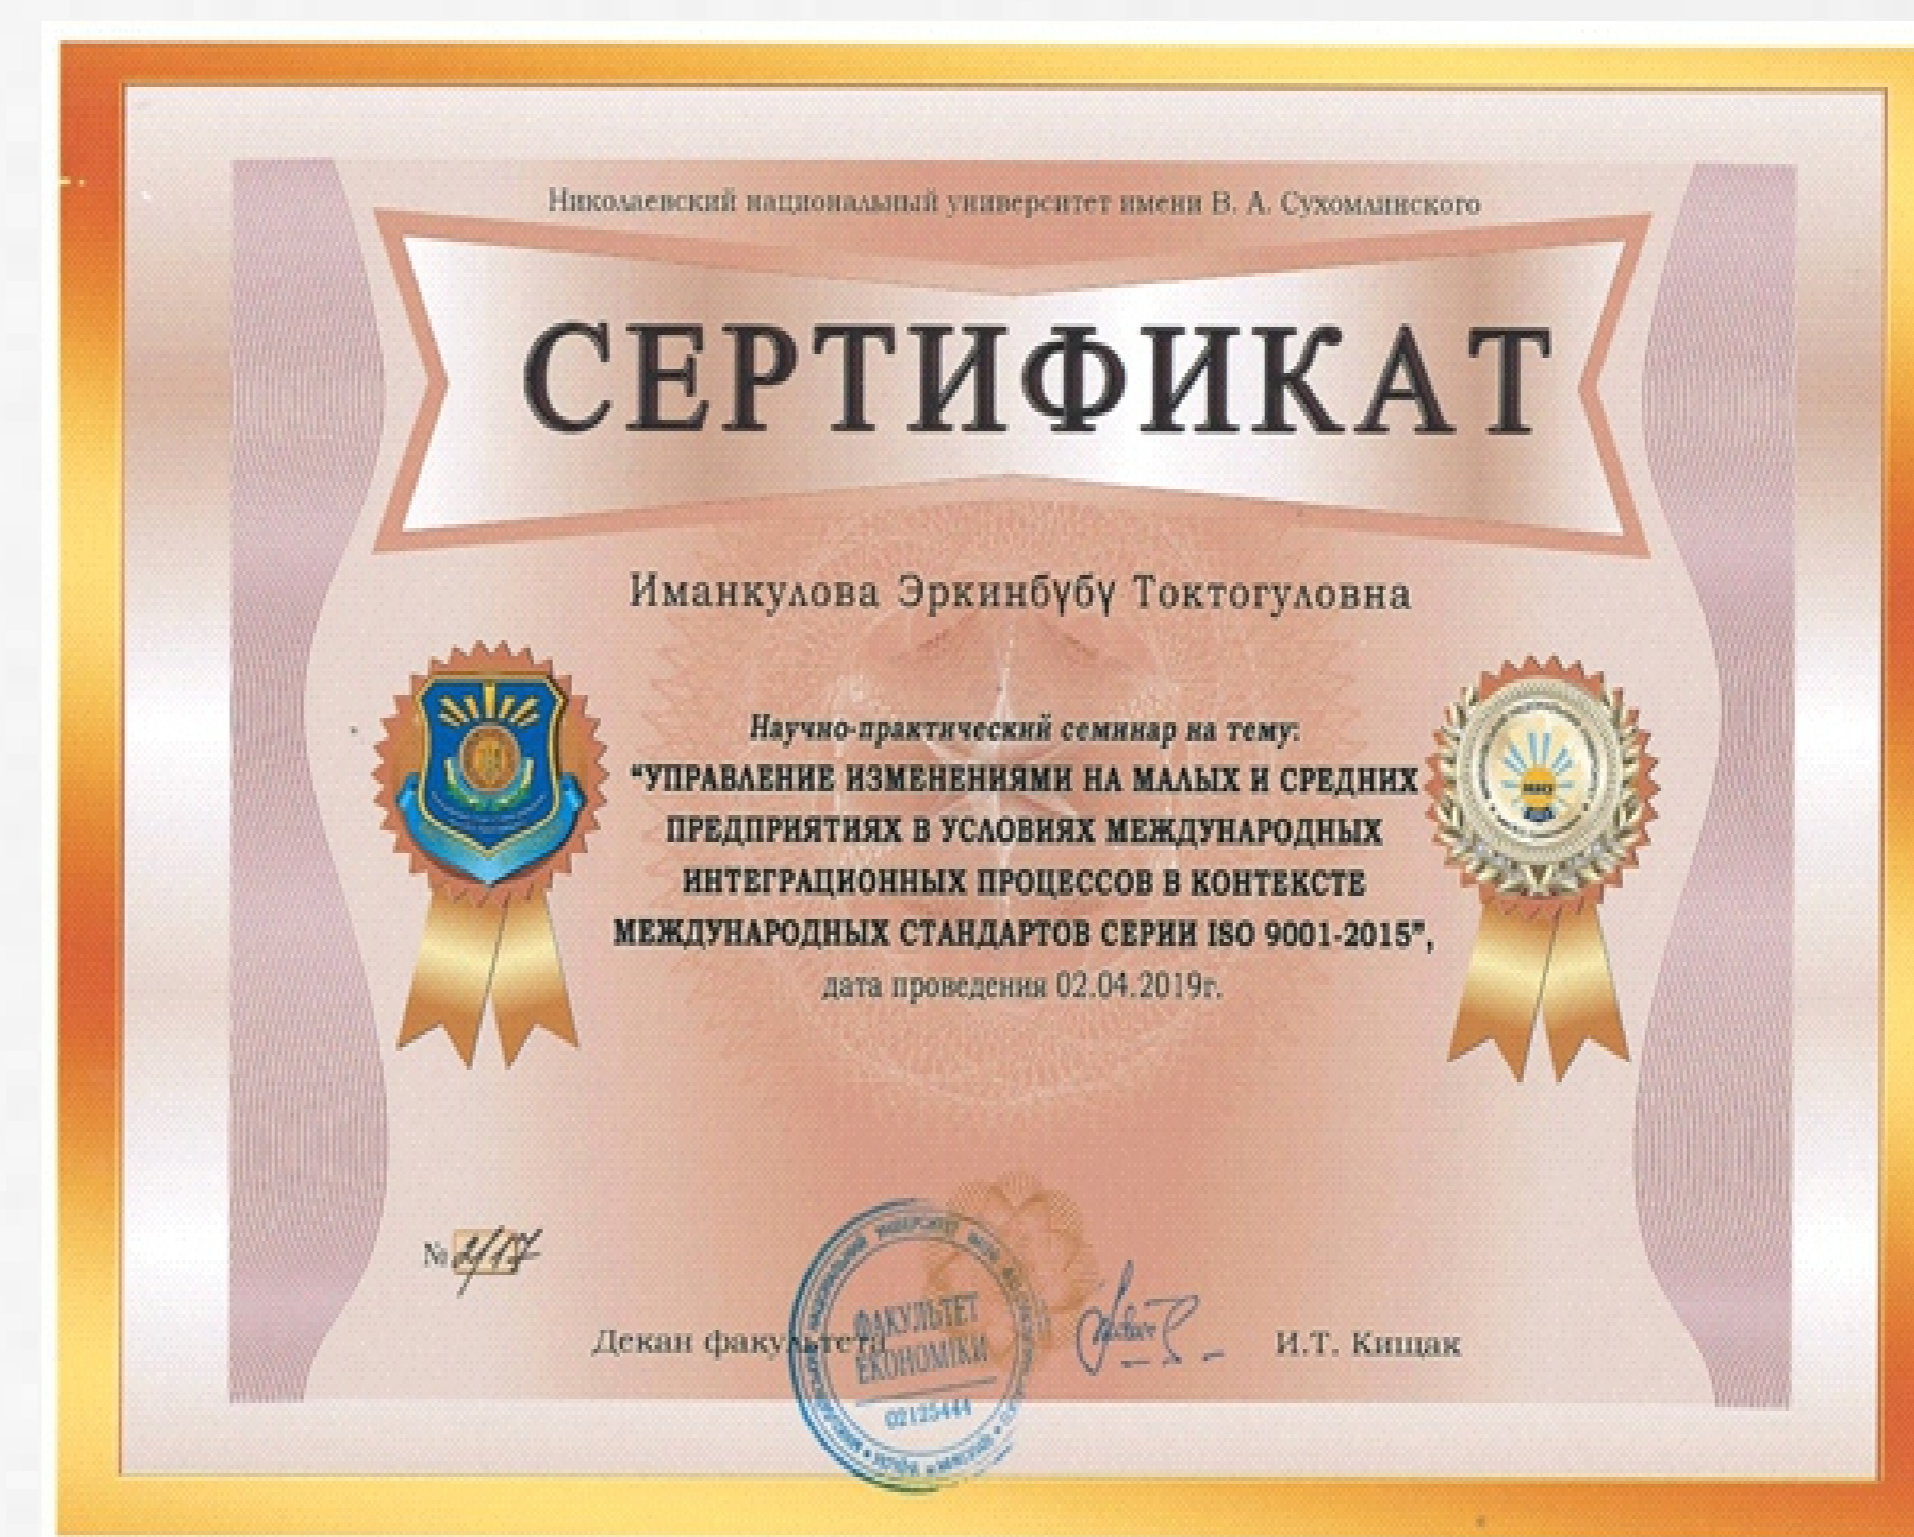 Николаевский национальный университет имени В. А. Сухомлинского
СЕРТИФИКАТ
Иманкулова Эркинбүбү Токтогуловна
Научно-практический семинар на тему:
“УПРАВЛЕНИЕ ИЗМЕНЕНИЯМИ НА МАЛЫХ И СРЕДНИХ
ПРЕДПРИЯТИЯХ В УСЛОВИЯХ МЕЖДУНАРОДНЫХ
ИНТЕГРАЦИОННЫХ ПРОЦЕССОВ В КОНТЕКСТЕ
МЕЖДУНАРОДНЫХ СТАНДАРТОВ СЕРИИ ISO 9001-2015”,
дата проведения 02.04.2019г.
№ 2/17
Декан факультета
ФАКУЛЬТЕТ
ЕКОНОМІКИ
02125444
И.Т. Кищак